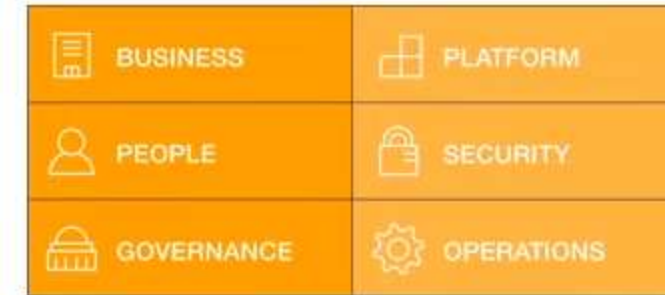 BUSINESS
PLATFORM
PEOPLE
SECURITY
GOVERNANCE
OPERATIONS